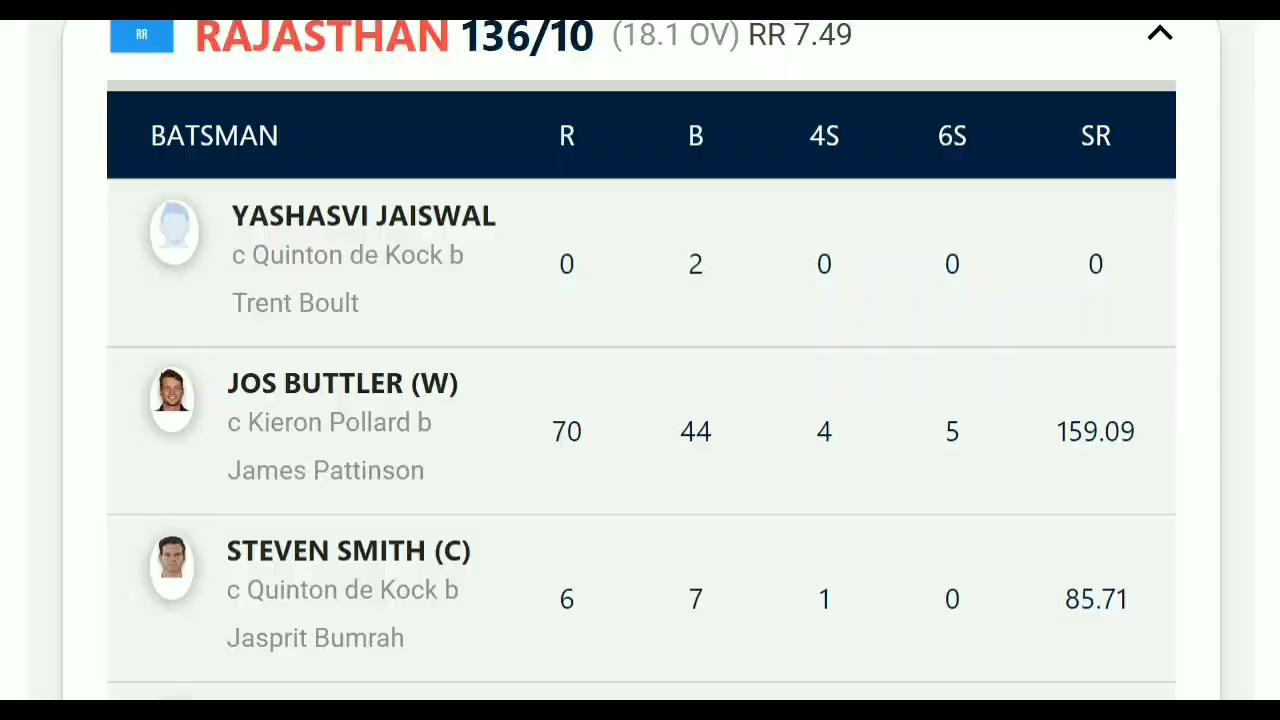 RR RAJASTHAN 136/10 (18.1 OV) RR 7.49
BATSMAN R B 4S 6S SR
YASHASVI JAISWAL
c Quinton de Kock b
Trent Boult
0 2 0 0 0
JOS BUTTLER (W)
c Kieron Pollard b
James Pattinson
70 44 4 5 159.09
STEVEN SMITH (C)
c Quinton de Kock b
Jasprit Bumrah
6 7 1 0 85.71